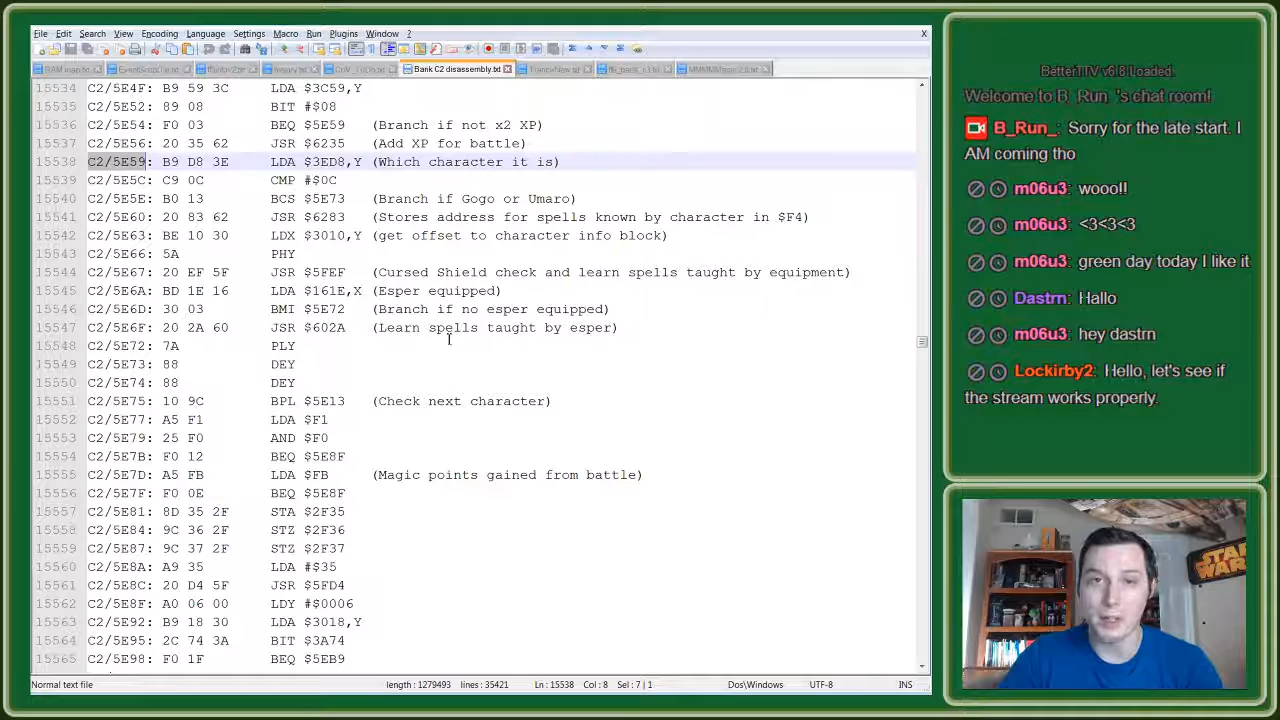 File Edit Search View Encoding Language Settings Macro Run Plugins Window ? X
Bank C2 disassembly.txt
15534 C2/5E4F: B9 59 3C LDA $3C59,Y
15535 C2/5E52: 89 08 BIT #$08
15536 C2/5E54: F0 03 BEQ $5E59 (Branch if not x2 XP)
15537 C2/5E56: 20 35 62 JSR $6235 (Add XP for battle)
15538 C2/5E59: B9 D8 3E LDA $3ED8,Y (Which character it is)
15539 C2/5E5C: C9 0C CMP #$0C
15540 C2/5E5E: B0 13 BCS $5E73 (Branch if Gogo or Umaro)
15541 C2/5E60: 20 83 62 JSR $6283 (Stores address for spells known by character in $F4)
15542 C2/5E63: BE 10 30 LDX $3010,Y (get offset to character info block)
15543 C2/5E66: 5A PHY
15544 C2/5E67: 20 EF 5F JSR $5FEF (Cursed Shield check and learn spells taught by equipment)
15545 C2/5E6A: BD 1E 16 LDA $161E,X (Esper equipped)
15546 C2/5E6D: 30 03 BMI $5E72 (Branch if no esper equipped)
15547 C2/5E6F: 20 2A 60 JSR $602A (Learn spells taught by esper)
15548 C2/5E72: 7A PLY
15549 C2/5E73: 88 DEY
15550 C2/5E74: 88 DEY
15551 C2/5E75: 10 9C BPL $5E13 (Check next character)
15552 C2/5E77: A5 F1 LDA $F1
15553 C2/5E79: 25 F0 AND $F0
15554 C2/5E7B: F0 12 BEQ $5E8F
15555 C2/5E7D: A5 FB LDA $FB (Magic points gained from battle)
15556 C2/5E7F: F0 0E BEQ $5E8F
15557 C2/5E81: 8D 35 2F STA $2F35
15558 C2/5E84: 9C 36 2F STZ $2F36
15559 C2/5E87: 9C 37 2F STZ $2F37
15560 C2/5E8A: A9 35 LDA #$35
15561 C2/5E8C: 20 D4 5F JSR $5FD4
15562 C2/5E8F: A0 06 00 LDY #$0006
15563 C2/5E92: B9 18 30 LDA $3018,Y
15564 C2/5E95: 2C 74 3A BIT $3A74
15565 C2/5E98: F0 1F BEQ $5EB9
Normal text file length : 1279493 lines : 35421 Ln : 15538 Col : 8 Sel : 7 | 1 Dos\Windows UTF-8 INS
BetterTTV v6.8 Loaded.
Welcome to B_Run_'s chat room!
B_Run_: Sorry for the late start. I
AM coming tho
m06u3: wooo!!
m06u3: <3<3<3
m06u3: green day today I like it
Dastrn: Hallo
m06u3: hey dastrn
Lockirby2: Hello, let's see if
the stream works properly.
STAR
WARS